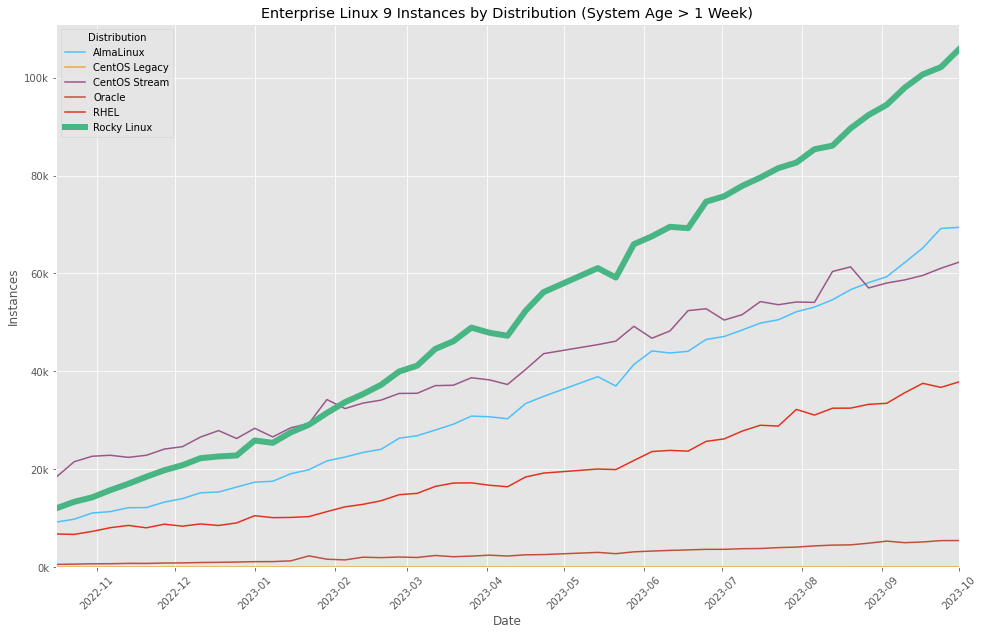 Enterprise Linux 9 Instances by Distribution (System Age > 1 Week)
Distribution
AlmaLinux
CentOS Legacy
CentOS Stream
Oracle
RHEL
Rocky Linux
100k
80k
60k
40k
20k
0k
Instances
2022-11
2022-12
2023-01
2023-02
2023-03
2023-04
2023-05
2023-06
2023-07
2023-08
2023-09
2023-10
Date